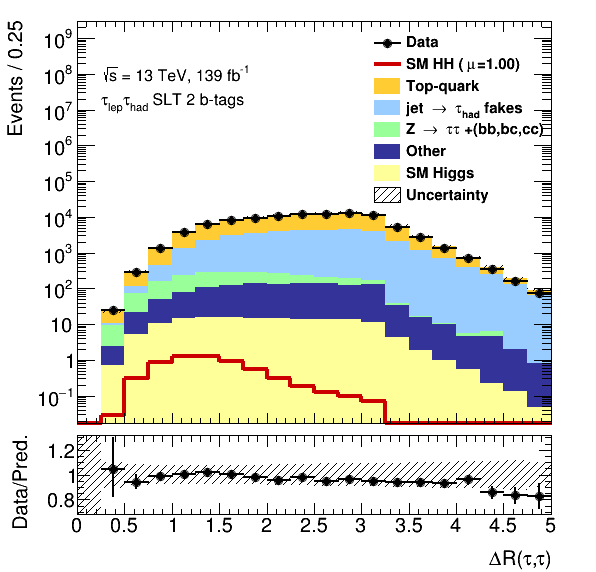 Events / 0.25
10⁹
10⁸
10⁷
10⁶
10⁵
10⁴
10³
10²
10
1
10⁻¹
√s = 13 TeV, 139 fb⁻¹
τlepτhad SLT 2 b-tags
Data
SM HH ( μ=1.00)
Top-quark
jet → τhad fakes
Z → ττ +(bb,bc,cc)
Other
SM Higgs
Uncertainty
Data/Pred.
1.2
1
0.8
0 0.5 1 1.5 2 2.5 3 3.5 4 4.5 5
ΔR(τ,τ)